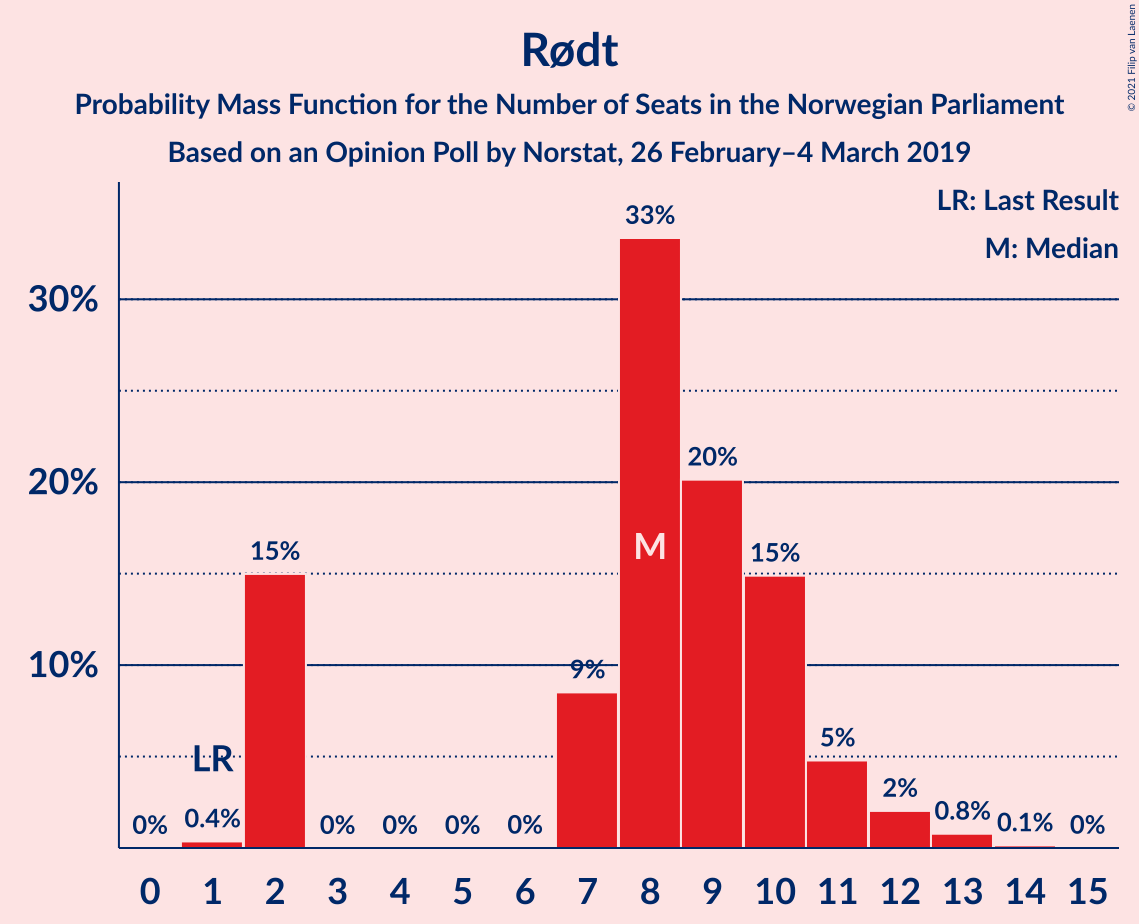 Rødt
Probability Mass Function for the Number of Seats in the Norwegian Parliament
Based on an Opinion Poll by Norstat, 26 February–4 March 2019
© 2021 Filip van Laenen
LR: Last Result
M: Median
33%
30%
20%
20%
M
15%
15%
10%
9%
LR
5%
2%
0%
0.4%
0%
0%
0%
0%
0.8%
0.1%
0%
0 1 2 3 4 5 6 7 8 9 10 11 12 13 14 15